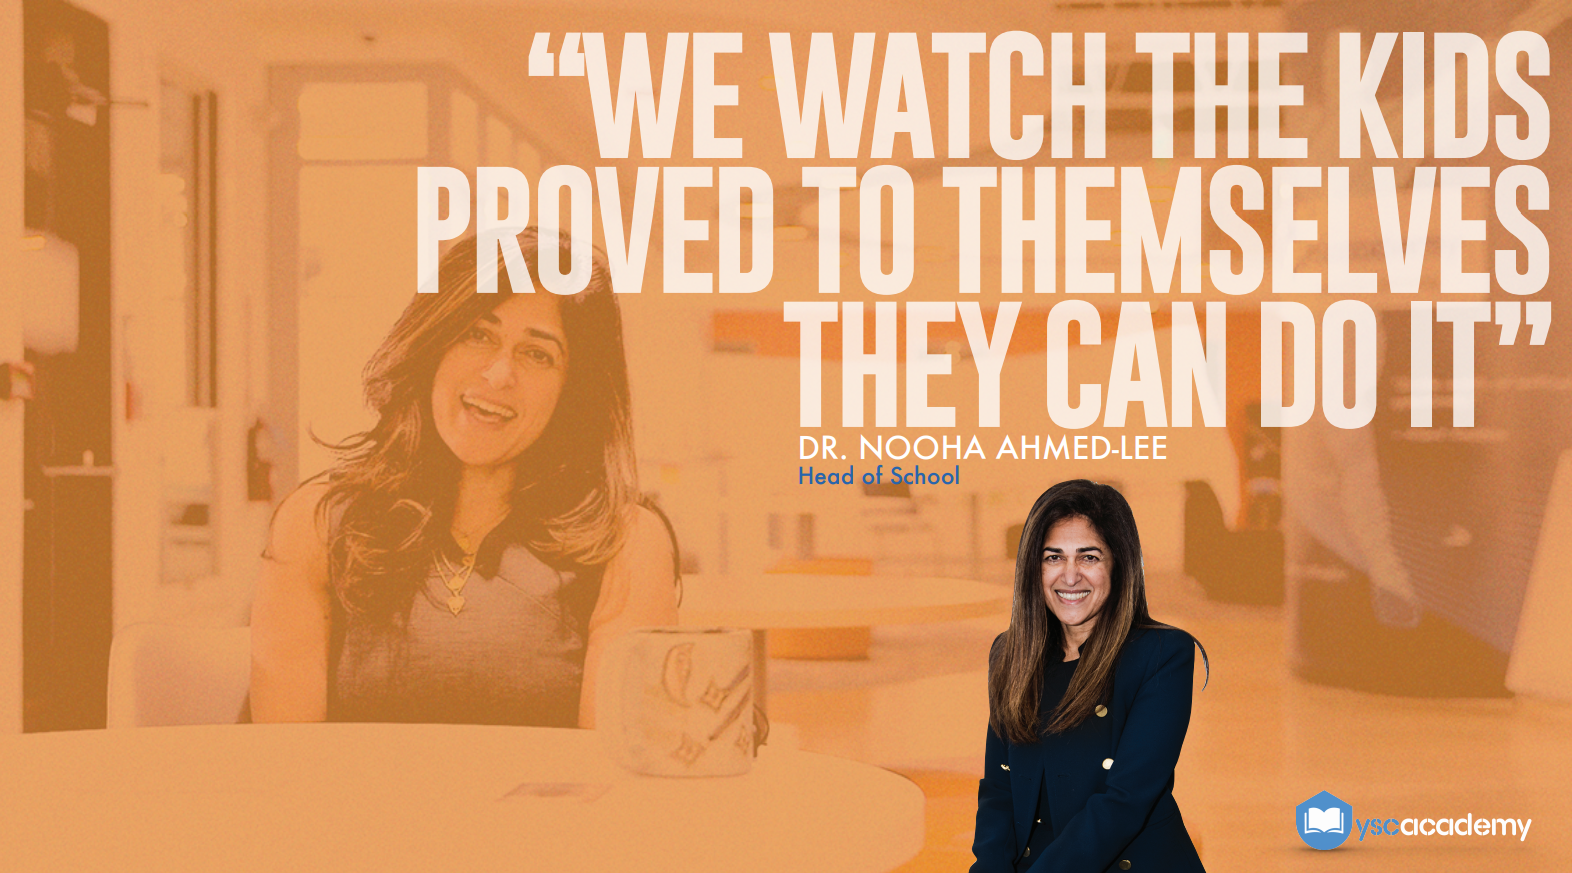 “WE WATCH THE KIDS
PROVED TO THEMSELVES
THEY CAN DO IT”
DR. NOOHA AHMED-LEE
Head of School
yscacademy